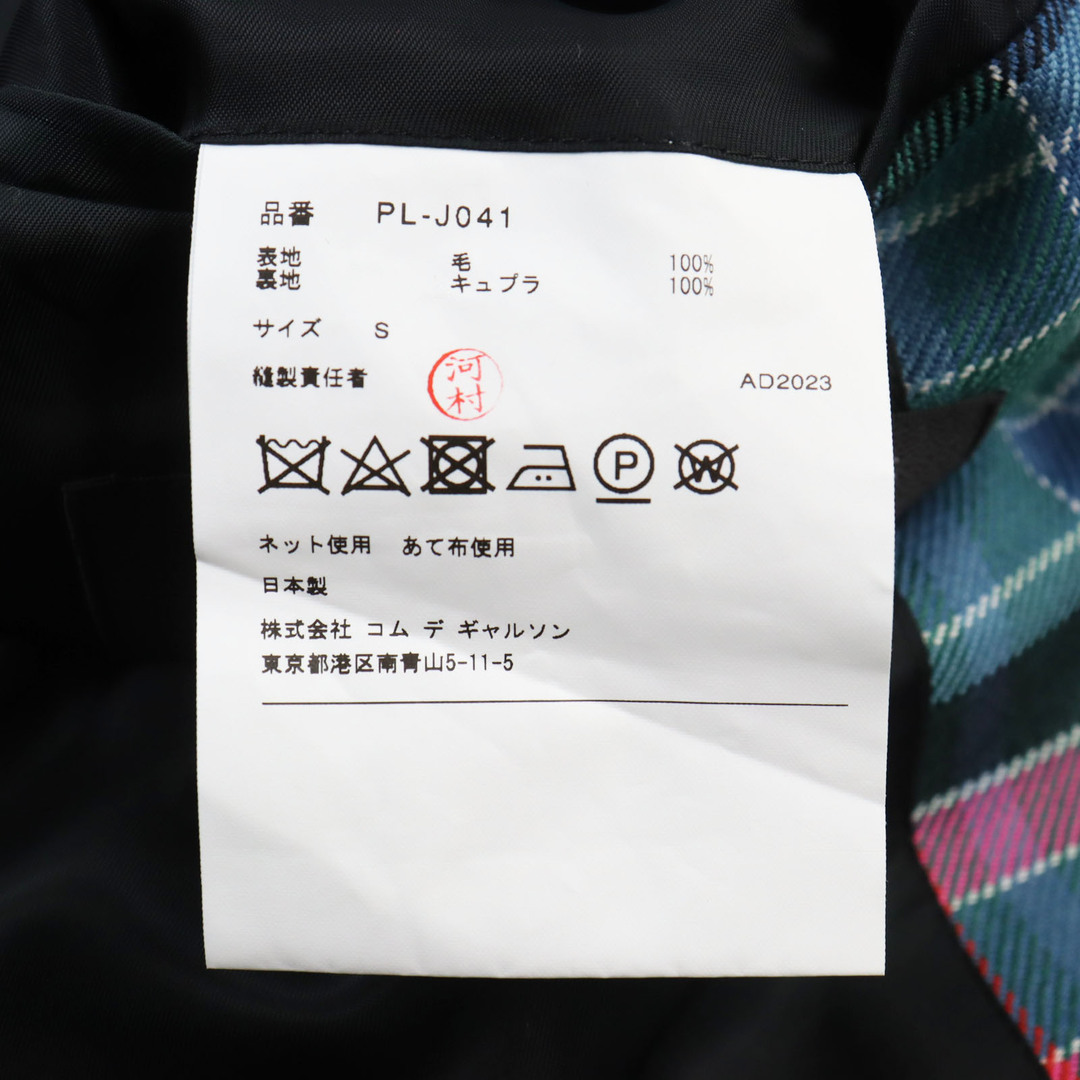 品番 PL-J041
表地 毛 100%
裏地 キュプラ 100%
サイズ S
縫製責任者 河村 AD2023
P W
ネット使用 あて布使用
日本製
株式会社 コム デ ギャルソン
東京都港区南青山5-11-5